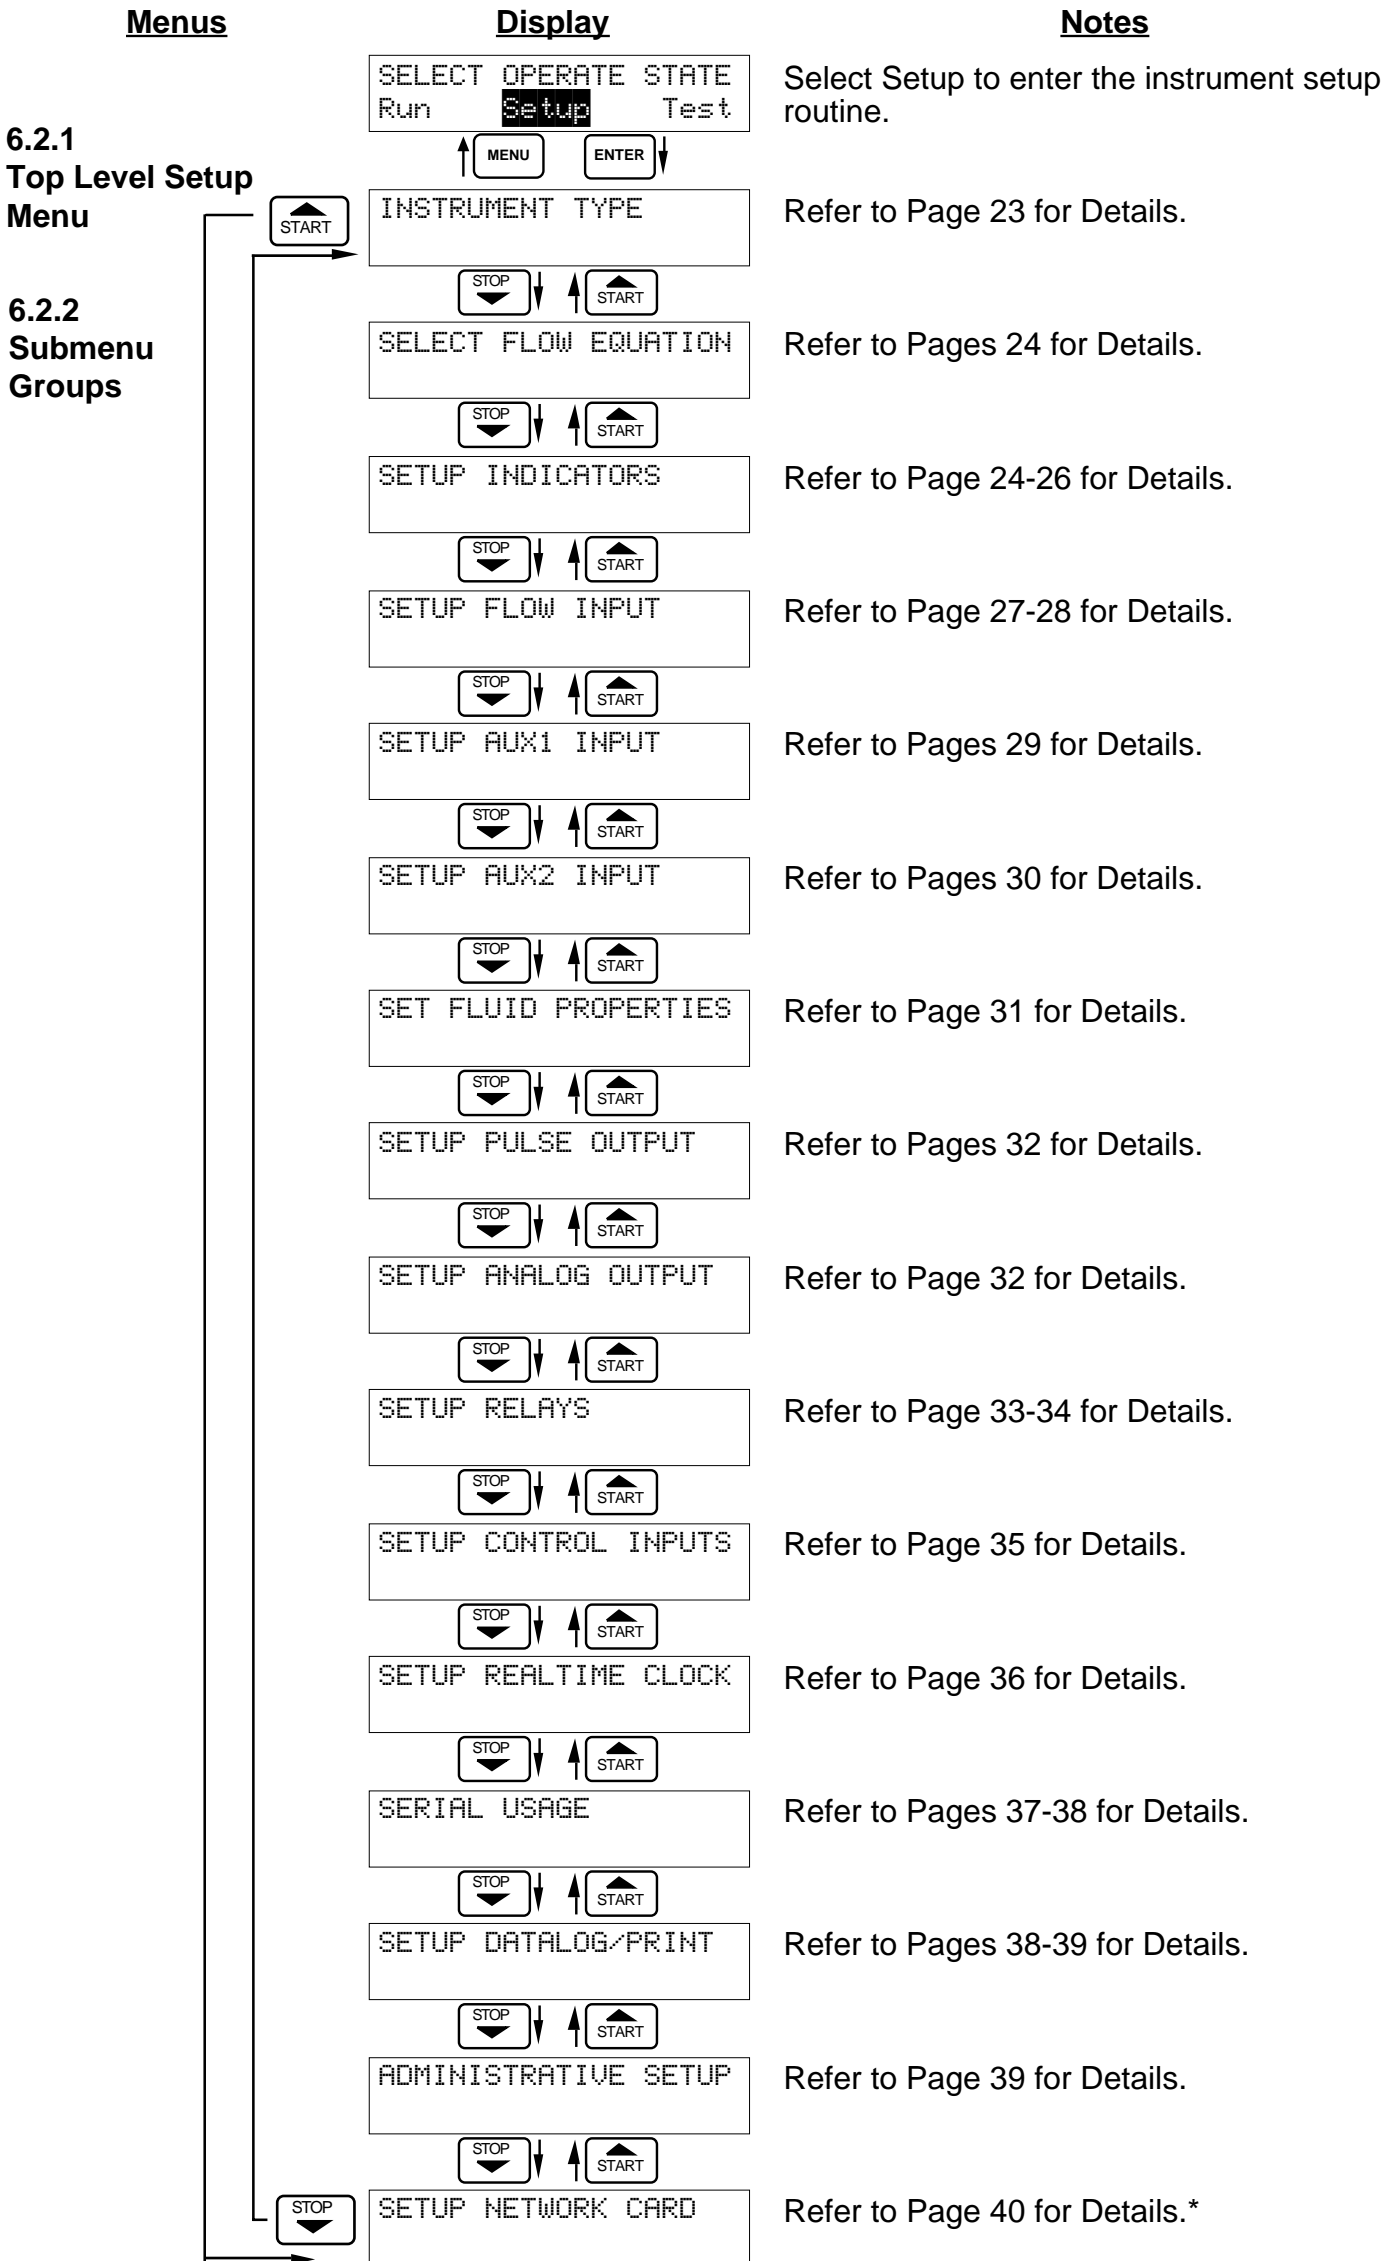 Menus
Display
Notes
SELECT OPERATE STATE
Run Setup Test
Select Setup to enter the instrument setup
routine.
MENU
ENTER
6.2.1
Top Level Setup
Menu
START
INSTRUMENT TYPE
Refer to Page 23 for Details.
STOP
START
6.2.2
Submenu
Groups
SELECT FLOW EQUATION
Refer to Pages 24 for Details.
STOP
START
SETUP INDICATORS
Refer to Page 24-26 for Details.
STOP
START
SETUP FLOW INPUT
Refer to Page 27-28 for Details.
STOP
START
SETUP AUX1 INPUT
Refer to Pages 29 for Details.
STOP
START
SETUP AUX2 INPUT
Refer to Pages 30 for Details.
STOP
START
SET FLUID PROPERTIES
Refer to Page 31 for Details.
STOP
START
SETUP PULSE OUTPUT
Refer to Pages 32 for Details.
STOP
START
SETUP ANALOG OUTPUT
Refer to Page 32 for Details.
STOP
START
SETUP RELAYS
Refer to Page 33-34 for Details.
STOP
START
SETUP CONTROL INPUTS
Refer to Page 35 for Details.
STOP
START
SETUP REALTIME CLOCK
Refer to Page 36 for Details.
STOP
START
SERIAL USAGE
Refer to Pages 37-38 for Details.
STOP
START
SETUP DATALOG/PRINT
Refer to Pages 38-39 for Details.
STOP
START
ADMINISTRATIVE SETUP
Refer to Page 39 for Details.
STOP
START
STOP
SETUP NETWORK CARD
Refer to Page 40 for Details.*